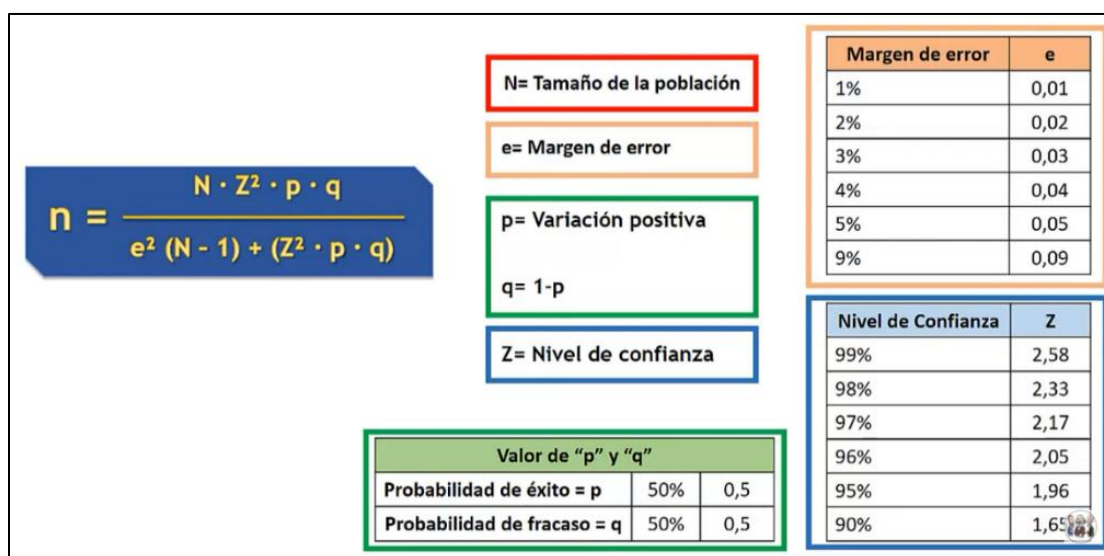 n =
N · Z² · p · q
e² (N – 1) + (Z² · p · q)
N= Tamaño de la población
e= Margen de error
p= Variación positiva
q= 1-p
Z= Nivel de confianza
Valor de “p” y “q”
Probabilidad de éxito = p 50% 0,5
Probabilidad de fracaso = q 50% 0,5
Margen de error e
1% 0,01
2% 0,02
3% 0,03
4% 0,04
5% 0,05
9% 0,09
Nivel de Confianza Z
99% 2,58
98% 2,33
97% 2,17
96% 2,05
95% 1,96
90% 1,65